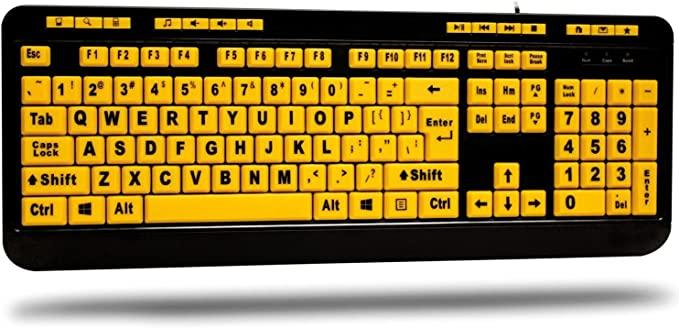 Esc F1 F2 F3 F4 F5 F6 F7 F8 F9 F10 F11 F12 Print Scrn Scrl lock Pause Break Num Caps Scroll
`~ 1! 2@ 3# 4$ 5% 6^ 7& 8* 9( 0) -_ =+ ← Ins Hm PG▲ Num Lock / * -
Tab Q W E R T Y U I O P [{ ]} Enter Del End PG▼ 7 8 9 +
Caps Lock A S D F G H J K L ;: '" \| 4 5 6
↑Shift Z X C V B N M ,< .> /? ↑Shift ↑ 1 2 3 Enter
Ctrl Alt Alt Ctrl ← ↓ → 0 .Del